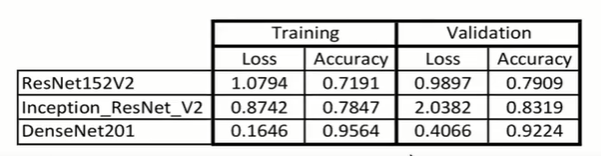 Training Validation
Loss Accuracy Loss Accuracy
ResNet152V2 1.0794 0.7191 0.9897 0.7909
Inception_ResNet_V2 0.8742 0.7847 2.0382 0.8319
DenseNet201 0.1646 0.9564 0.4066 0.9224